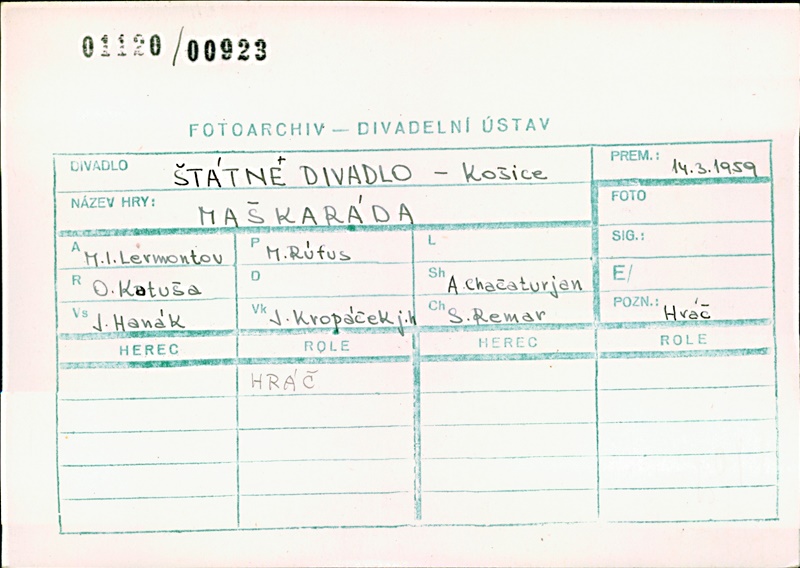 01120/00923
FOTOARCHIV — DIVADELNÍ ÚSTAV
DIVADLO ŠTÁTNÉ DIVADLO - Košice PREM.: 14.3.1959
NÁZEV HRY: MAŠKARÁDA FOTO
A M.I.Lermontov P M.Rúfus L SIG.:
R O.Katuša D Sh A.Chačaturjan E/
Vs J.Hanák Vk J.Kropáček j.h Ch S.Remar POZN.: Hráč
HEREC ROLE HEREC ROLE
HRÁČ